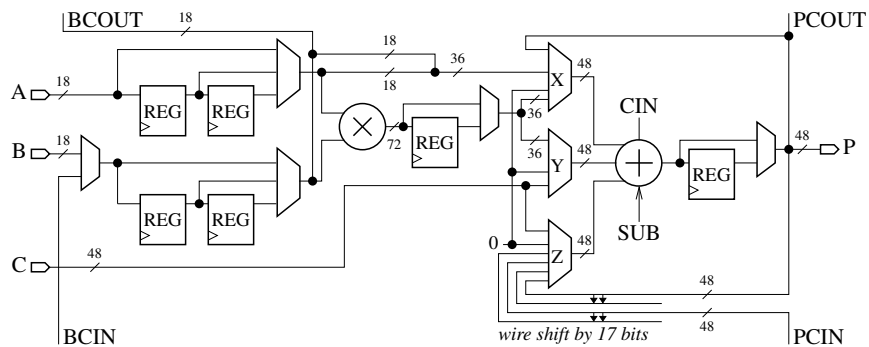 BCOUT
PCOUT
18
18
36
48
X
A
18
18
REG
REG
CIN
36
B
18
72
REG
36
Y
48
48
P
REG
REG
REG
SUB
48
0
Z
C
48
48
wire shift by 17 bits
48
BCIN
PCIN